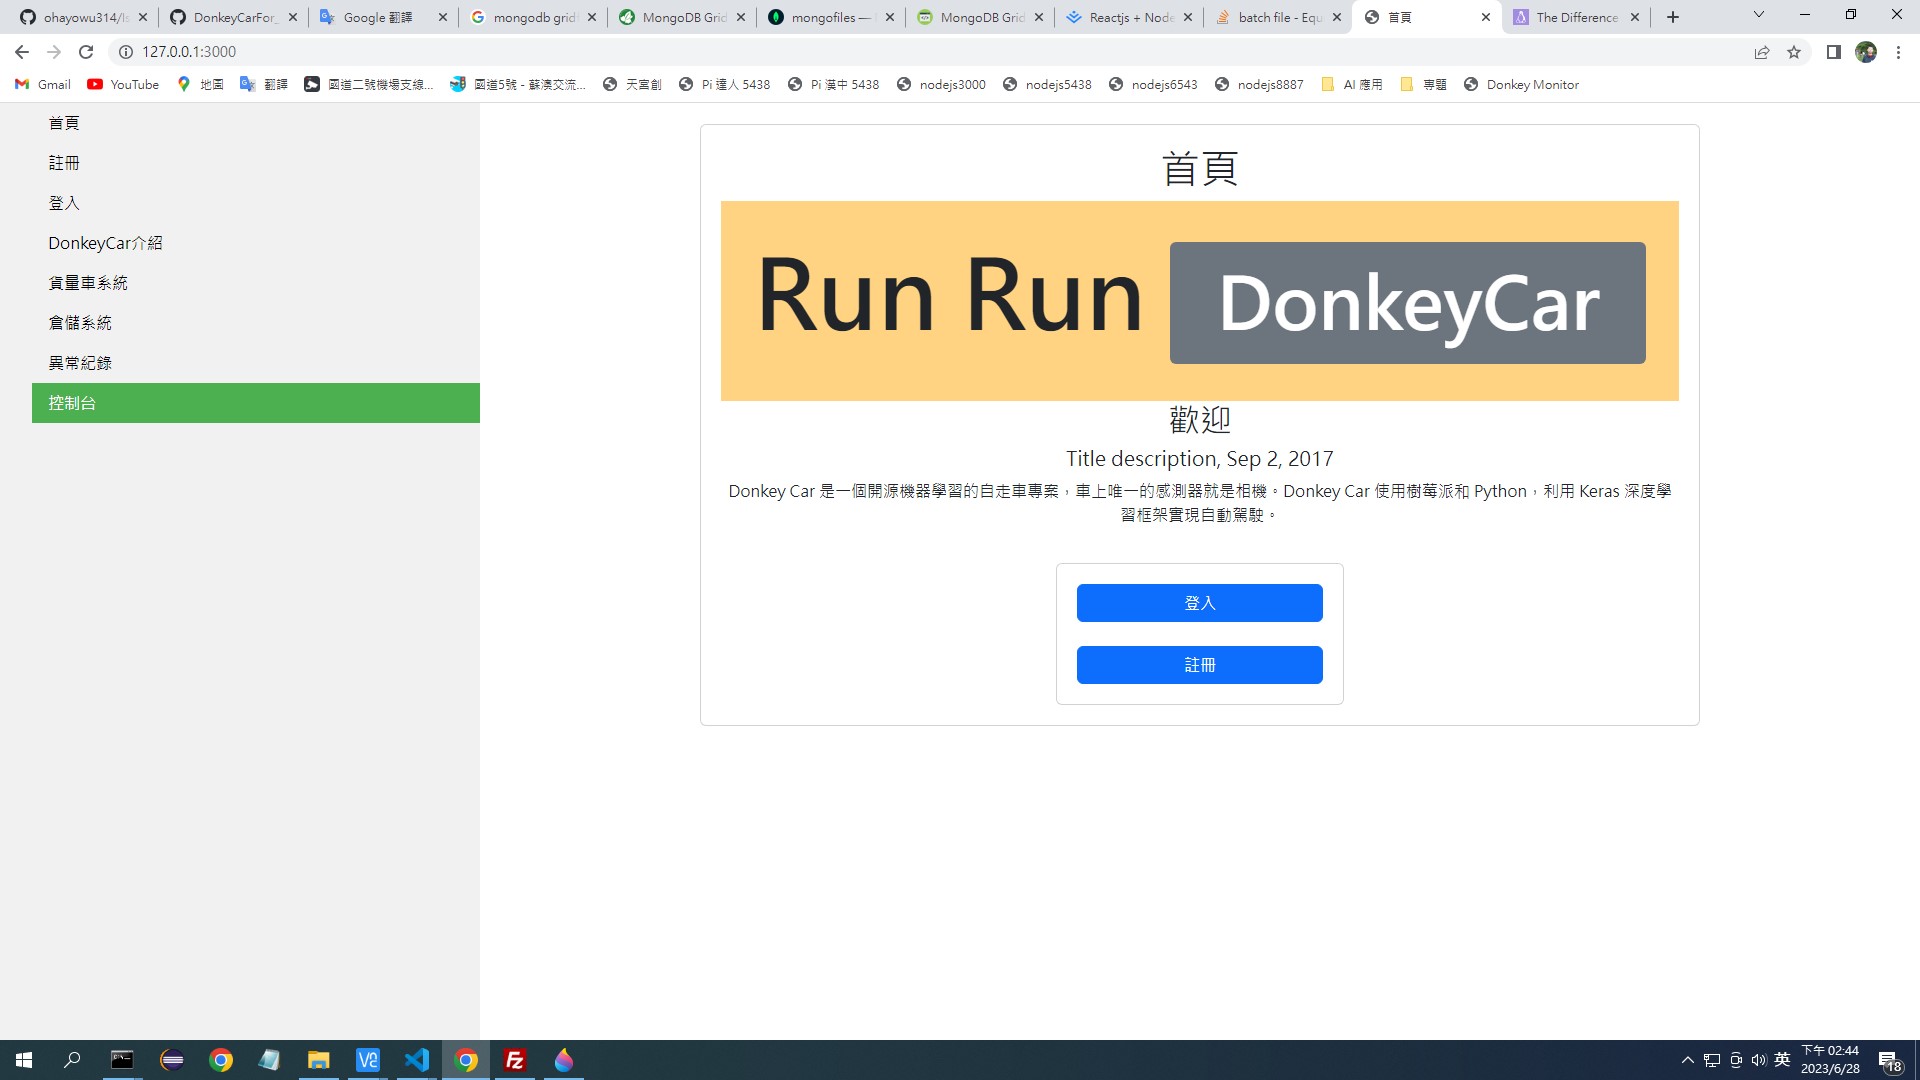 ohayowu314/Is
DonkeyCarFor_
Google 翻譯
mongodb gridf
MongoDB Grid
mongofiles —
MongoDB Grid
Reactjs + Node
batch file - Equ
首頁
The Difference
127.0.0.1:3000
Gmail
YouTube
地圖
翻譯
國道二號機場支線...
國道5號 - 蘇澳交流...
天宮創
Pi 達人 5438
Pi 漢中 5438
nodejs3000
nodejs5438
nodejs6543
nodejs8887
AI 應用
專題
Donkey Monitor
首頁
註冊
登入
DonkeyCar介紹
貨量車系統
倉儲系統
異常紀錄
控制台
首頁
Run Run DonkeyCar
歡迎
Title description, Sep 2, 2017
Donkey Car 是一個開源機器學習的自走車專案，車上唯一的感測器就是相機。Donkey Car 使用樹莓派和 Python，利用 Keras 深度學
習框架實現自動駕駛。
登入
註冊
英
下午 02:44
2023/6/28
18